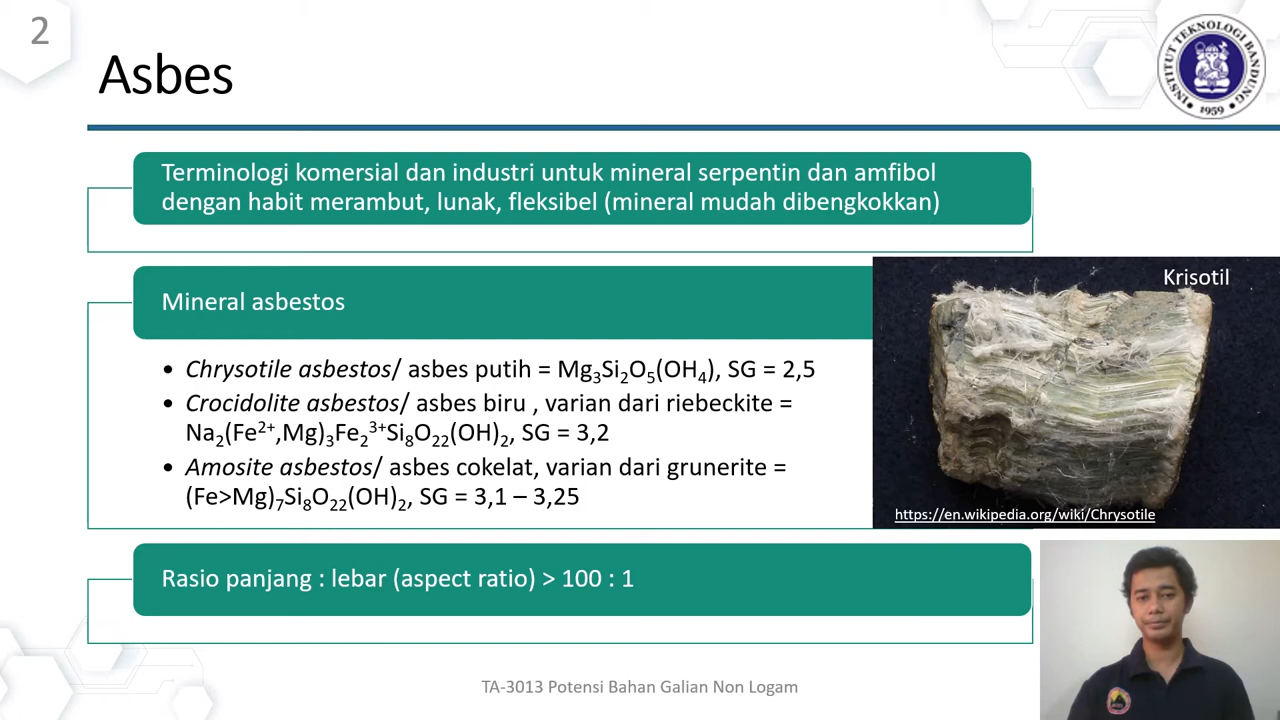 2
Asbes
INSTITUT TEKNOLOGI BANDUNG
1959
Terminologi komersial dan industri untuk mineral serpentin dan amfibol
dengan habit merambut, lunak, fleksibel (mineral mudah dibengkokkan)
Mineral asbestos
Krisotil
• Chrysotile asbestos/ asbes putih = Mg₃Si₂O₅(OH₄), SG = 2,5
• Crocidolite asbestos/ asbes biru , varian dari riebeckite =
Na₂(Fe²⁺,Mg)₃Fe₂³⁺Si₈O₂₂(OH)₂, SG = 3,2
• Amosite asbestos/ asbes cokelat, varian dari grunerite =
(Fe>Mg)₇Si₈O₂₂(OH)₂, SG = 3,1 – 3,25
https://en.wikipedia.org/wiki/Chrysotile
Rasio panjang : lebar (aspect ratio) > 100 : 1
TA-3013 Potensi Bahan Galian Non Logam